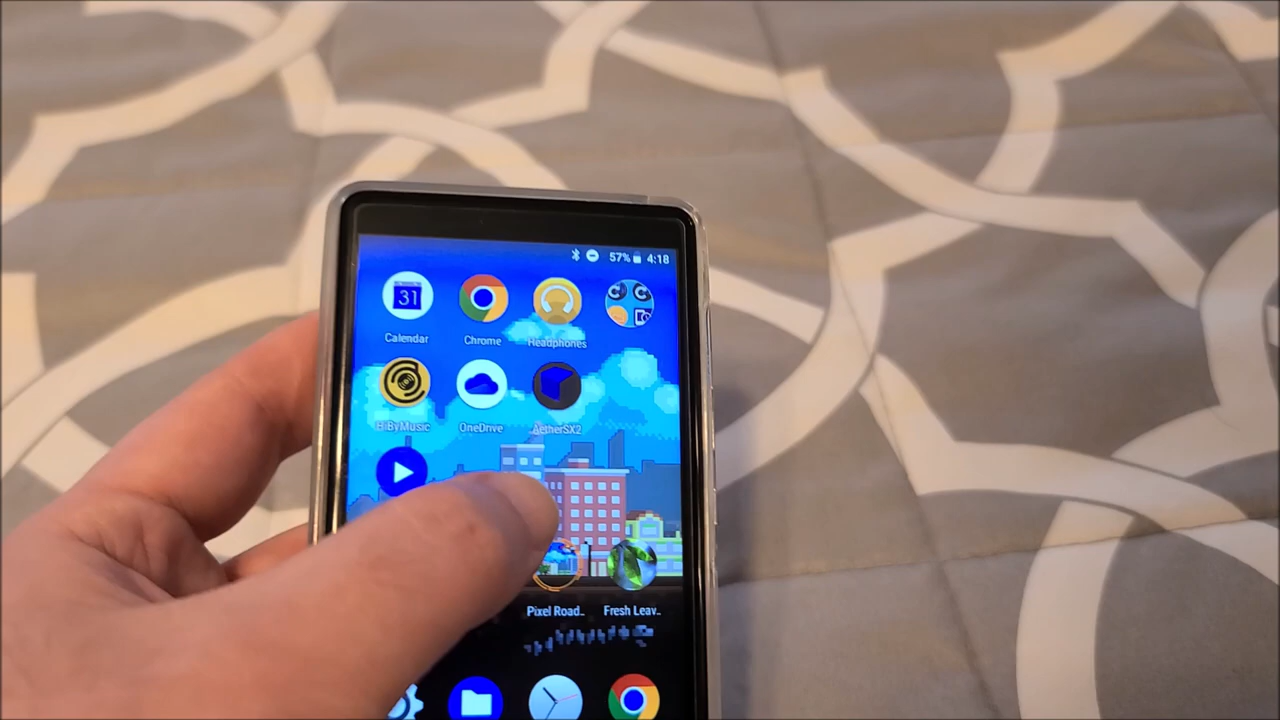 57% 4:18
31
Calendar Chrome Headphones
HiByMusic OneDrive AetherSX2
Pixel Road.. Fresh Leav..